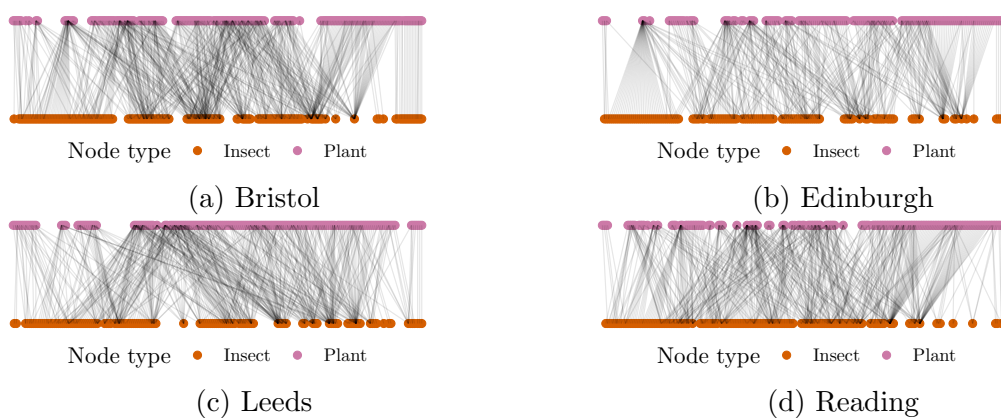 Node type Insect Plant
(a) Bristol
Node type Insect Plant
(b) Edinburgh
Node type Insect Plant
(c) Leeds
Node type Insect Plant
(d) Reading